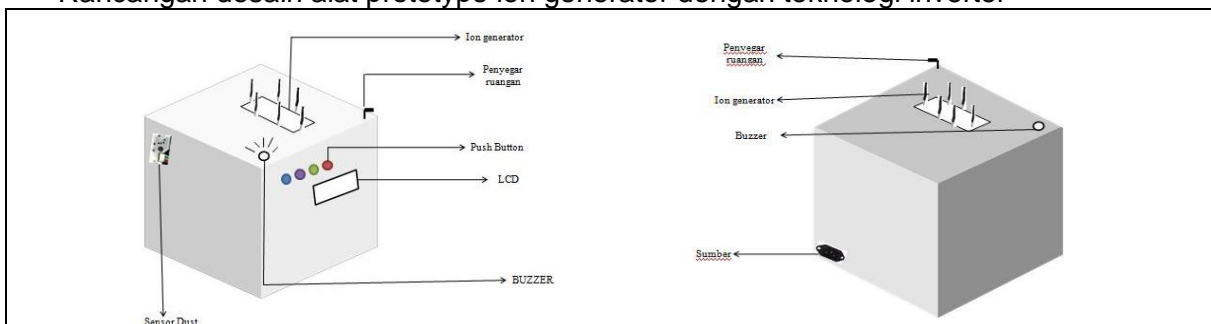 Rancangan desain alat prototype Ion generator dengan teknologi inverter
Ion generator
Penyegar
ruangan
Push Button
LCD
BUZZER
Sensor Dust
Penyegar
ruangan
Ion generator
Buzzer
Sumber